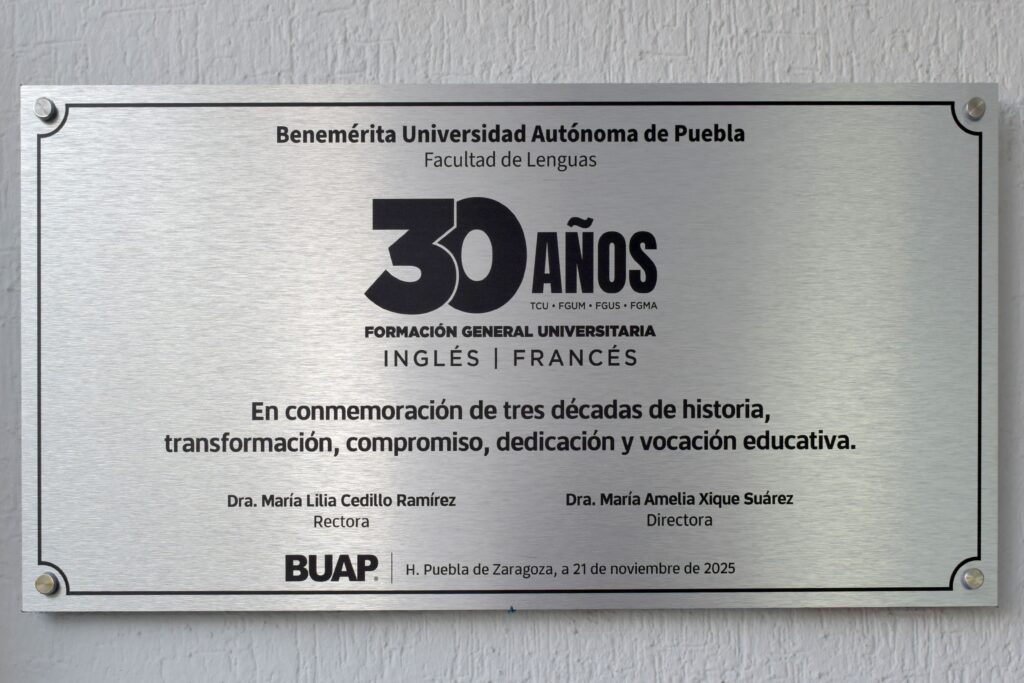 Benemérita Universidad Autónoma de Puebla
Facultad de Lenguas
30 AÑOS
TCU • FGUM • FGUS • FGMA
FORMACIÓN GENERAL UNIVERSITARIA
INGLÉS | FRANCÉS
En conmemoración de tres décadas de historia,
transformación, compromiso, dedicación y vocación educativa.
Dra. María Lilia Cedillo Ramírez
Rectora
Dra. María Amelia Xique Suárez
Directora
BUAP® | H. Puebla de Zaragoza, a 21 de noviembre de 2025